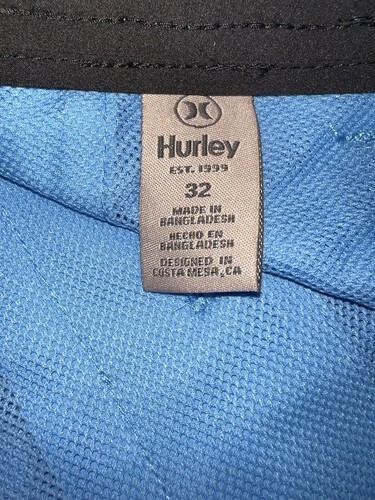 Hurley
EST. 1999
32
MADE IN
BANGLADESH
HECHO EN
BANGLADESH
DESIGNED IN
COSTA MESA, CA